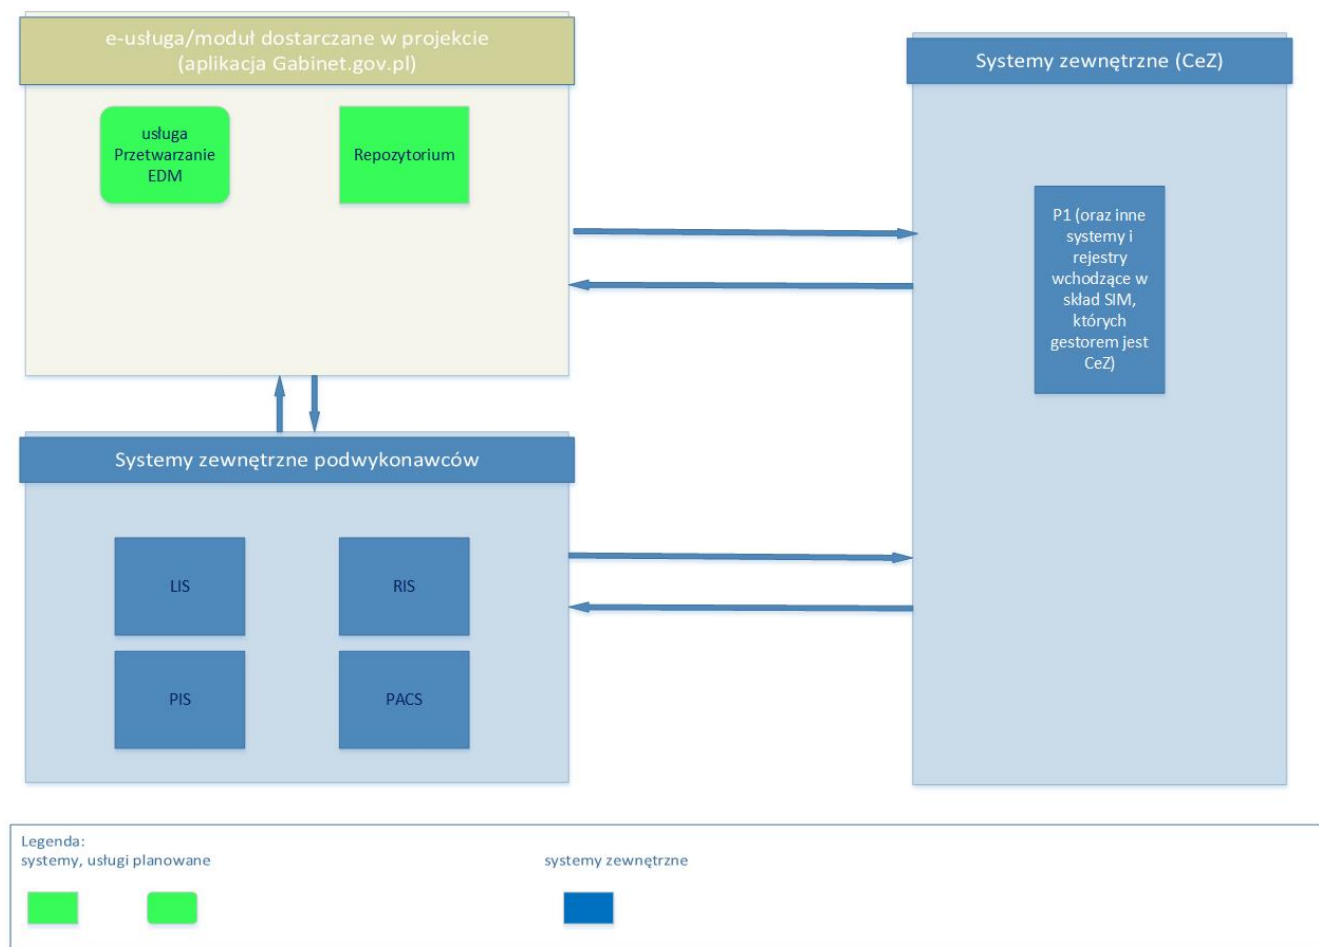 e-usługa/moduł dostarczane w projekcie
(aplikacja Gabinet.gov.pl)
usługa
Przetwarzanie
EDM
Repozytorium
Systemy zewnętrzne (CeZ)
P1 (oraz inne
systemy i
rejestry
wchodzące w
skład SIM,
których
gestorem jest
CeZ)
Systemy zewnętrzne podwykonawców
LIS
RIS
PIS
PACS
Legenda:
systemy, usługi planowane
systemy zewnętrzne